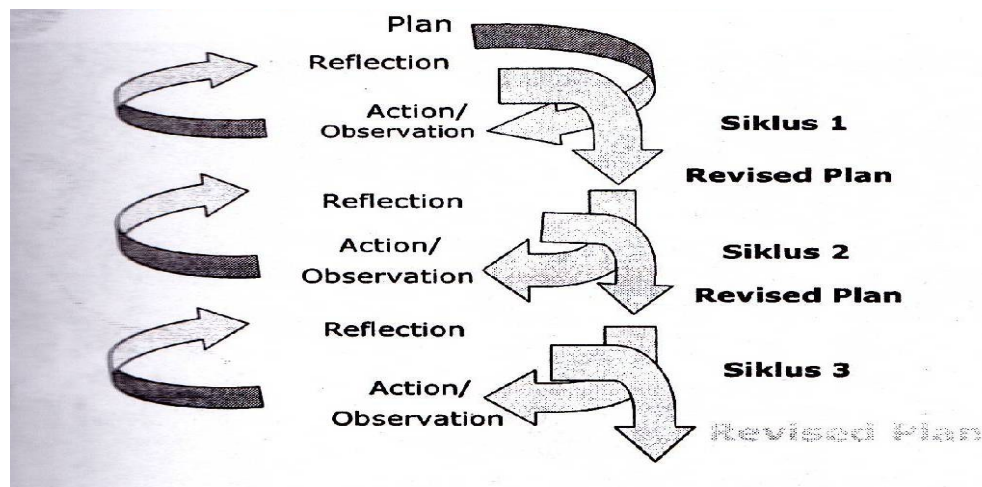 Plan
Reflection
Action/
Observation
Siklus 1
Revised Plan
Reflection
Action/
Observation
Siklus 2
Revised Plan
Reflection
Action/
Observation
Siklus 3
Revised Plan